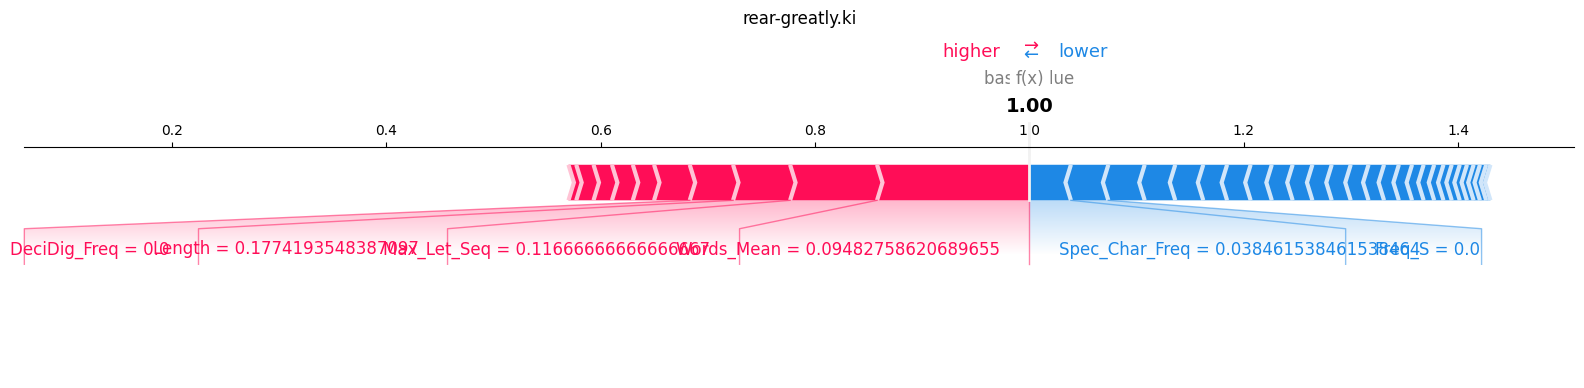 rear-greatly.ki
higher ⇄ lower
bas f(x) lue
1.00
0.2 0.4 0.6 0.8 1.0 1.2 1.4
DeciDig_Freq = 0.0 Length = 0.1774193548387097 Max_Let_Seq = 0.11666666666666667 Words_Mean = 0.09482758620689655 Spec_Char_Freq = 0.038461538461538464 Freq_S = 0.0